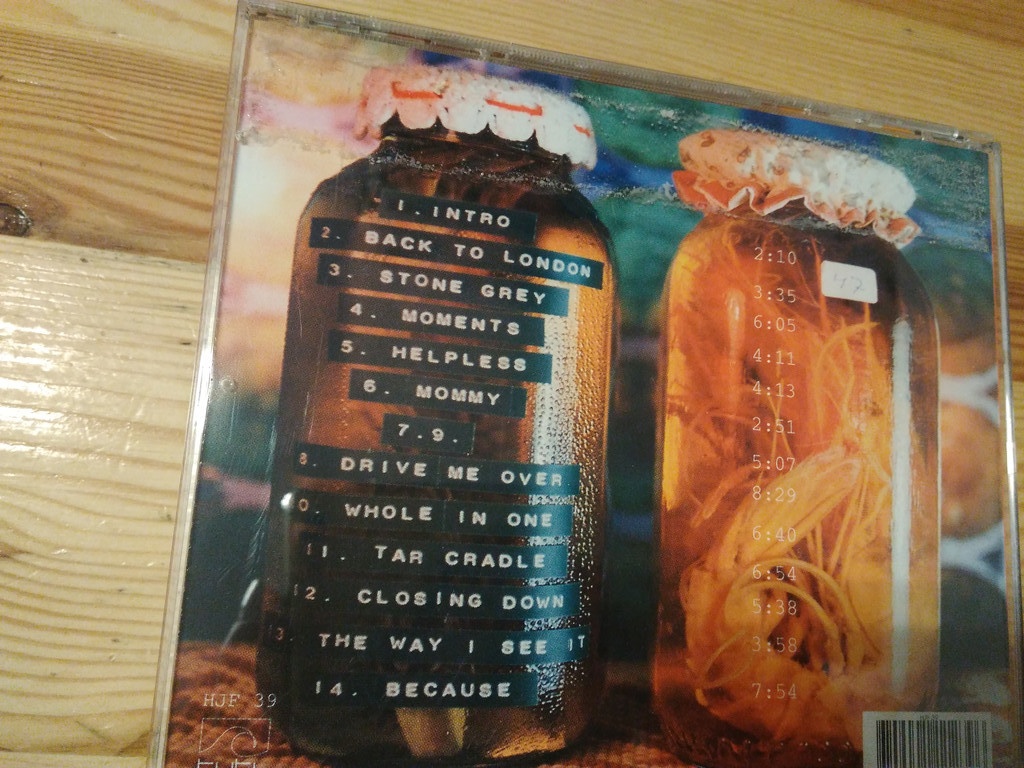 1. INTRO
2. BACK TO LONDON
3. STONE GREY
4. MOMENTS
5. HELPLESS
6. MOMMY
7.9.
8. DRIVE ME OVER
0. WHOLE IN ONE
11. TAR CRADLE
12. CLOSING DOWN
13. THE WAY I SEE IT
14. BECAUSE
2:10
3:35
6:05
4:11
4:13
2:51
5:07
8:29
6:40
6:54
5:38
3:58
7:54
HJF 39